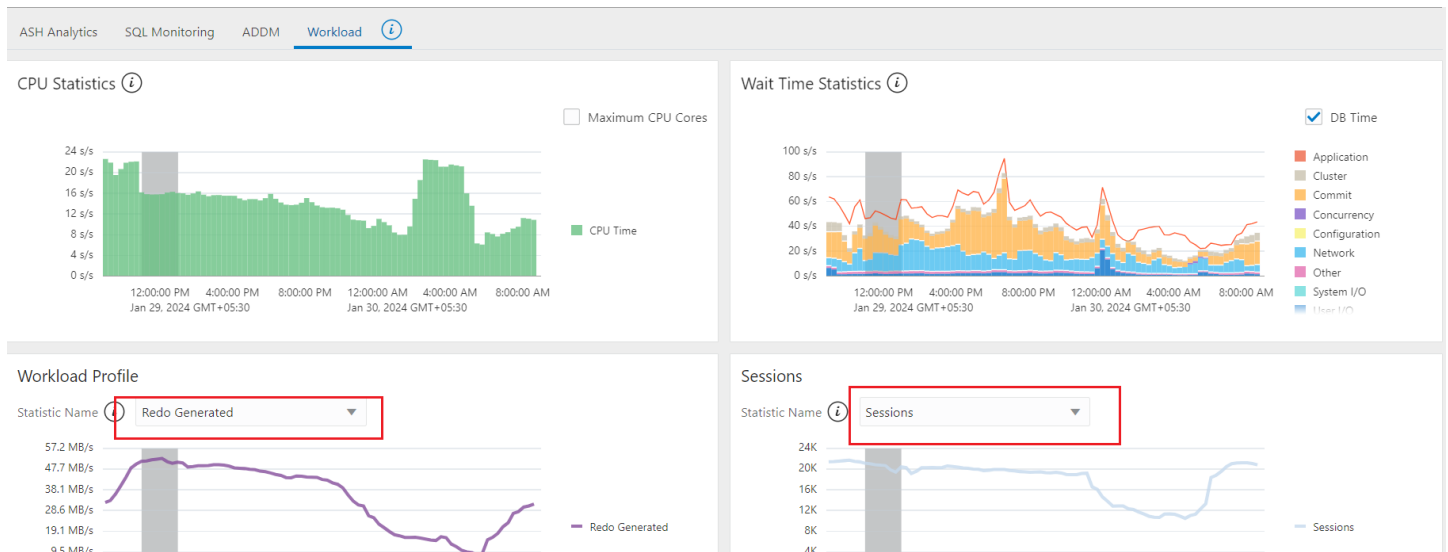 ASH Analytics SQL Monitoring ADDM Workload i
CPU Statistics i
Maximum CPU Cores
24 s/s
20 s/s
16 s/s
12 s/s
8 s/s
4 s/s
0 s/s
CPU Time
12:00:00 PM 4:00:00 PM 8:00:00 PM 12:00:00 AM 4:00:00 AM 8:00:00 AM
Jan 29, 2024 GMT+05:30 Jan 30, 2024 GMT+05:30
Wait Time Statistics i
DB Time
100 s/s
80 s/s
60 s/s
40 s/s
20 s/s
0 s/s
Application
Cluster
Commit
Concurrency
Configuration
Network
Other
System I/O
User I/O
12:00:00 PM 4:00:00 PM 8:00:00 PM 12:00:00 AM 4:00:00 AM 8:00:00 AM
Jan 29, 2024 GMT+05:30 Jan 30, 2024 GMT+05:30
Workload Profile
Statistic Name i Redo Generated
57.2 MB/s
47.7 MB/s
38.1 MB/s
28.6 MB/s
19.1 MB/s
9.5 MB/s
Redo Generated
Sessions
Statistic Name i Sessions
24K
20K
16K
12K
8K
4K
Sessions